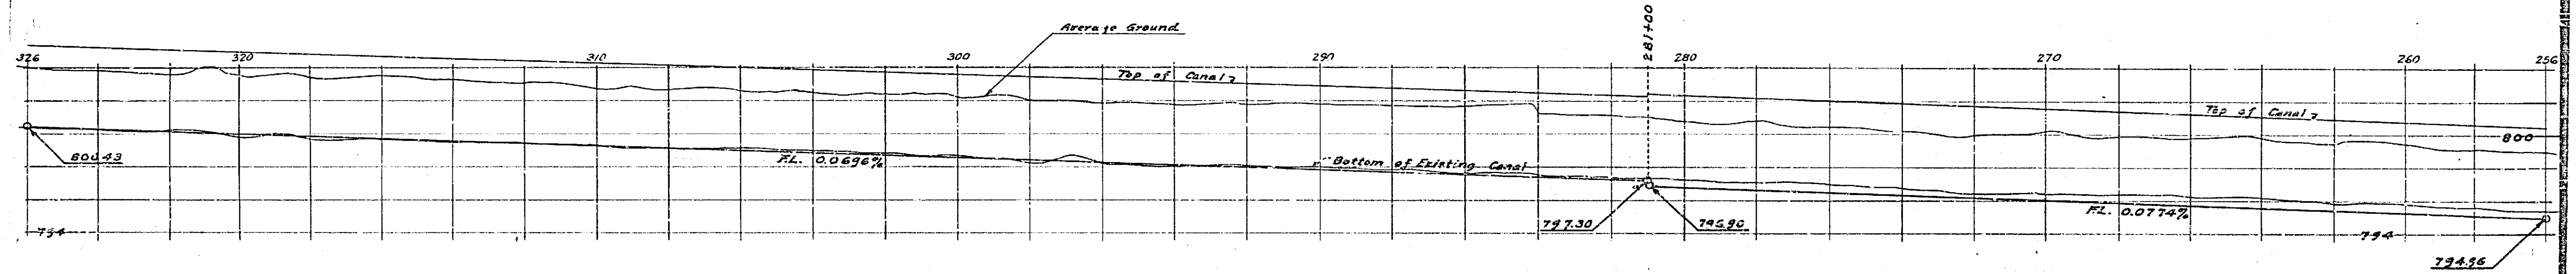 281+00
Average Ground
326 320 310 300 290 280 270 260 256
Top of Canal
Top of Canal
800
800.43
F.L. 0.0696%
Bottom of Existing Canal
F.L. 0.0774%
797.30
796.90
794
794
794.96